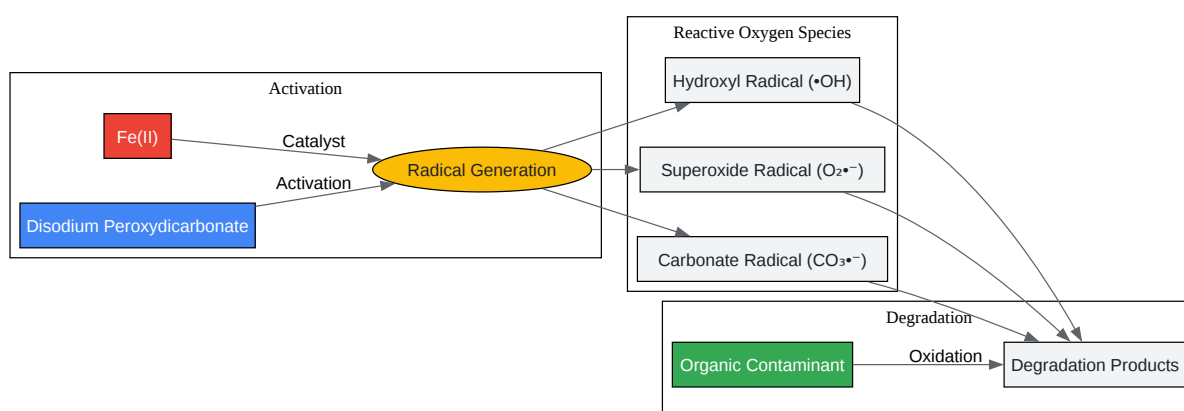 Reactive Oxygen Species
Hydroxyl Radical (•OH)
Activation
Fe(II)
Catalyst
Radical Generation
Superoxide Radical (O₂•⁻)
Activation
Disodium Peroxydicarbonate
Carbonate Radical (CO₃•⁻)
Degradation
Organic Contaminant
Oxidation
Degradation Products